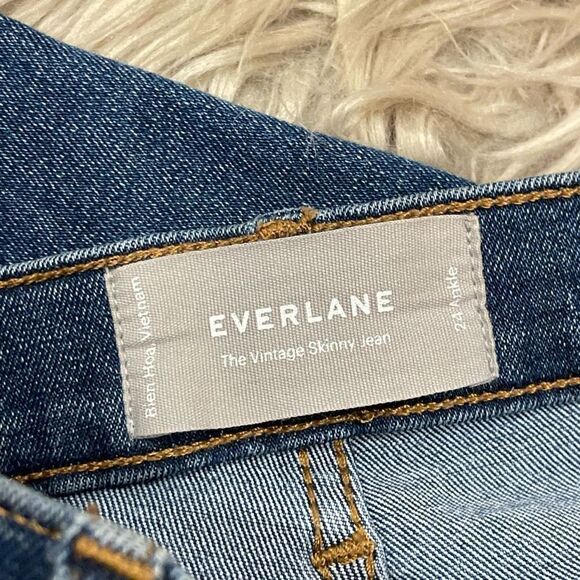 Bien Hoa, Vietnam
EVERLANE
The Vintage Skinny Jean
24 Ankle